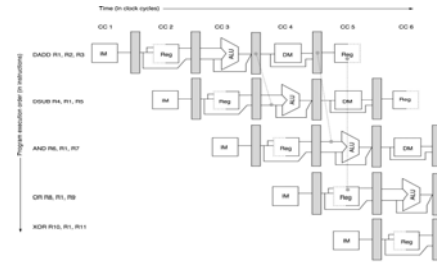 Time (in clock cycles)
CC 1 CC 2 CC 3 CC 4 CC 5 CC 6
Program execution order (in instructions)
DADD R1, R2, R3 IM Reg ALU DM Reg
DSUB R4, R1, R5 IM Reg ALU DM Reg
AND R6, R1, R7 IM Reg ALU DM
OR R8, R1, R9 IM Reg ALU
XOR R10, R1, R11 IM Reg